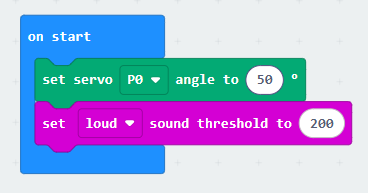 on start
set servo P0 angle to 50 °
set loud sound threshold to 200